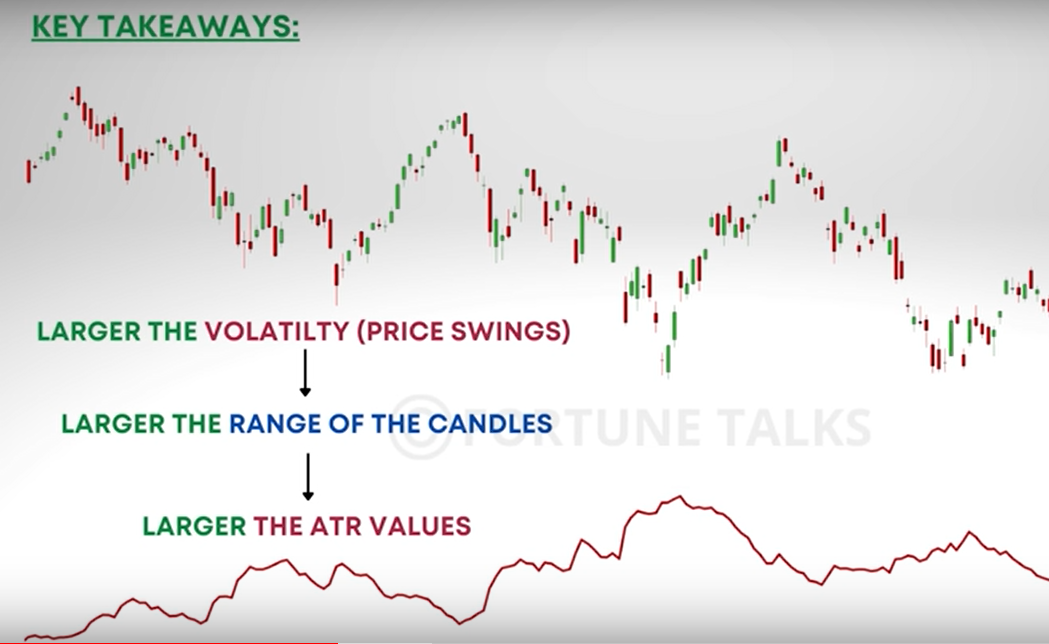 KEY TAKEAWAYS:
LARGER THE VOLATILTY (PRICE SWINGS)
LARGER THE RANGE OF THE CANDLES
©FORTUNE TALKS
LARGER THE ATR VALUES